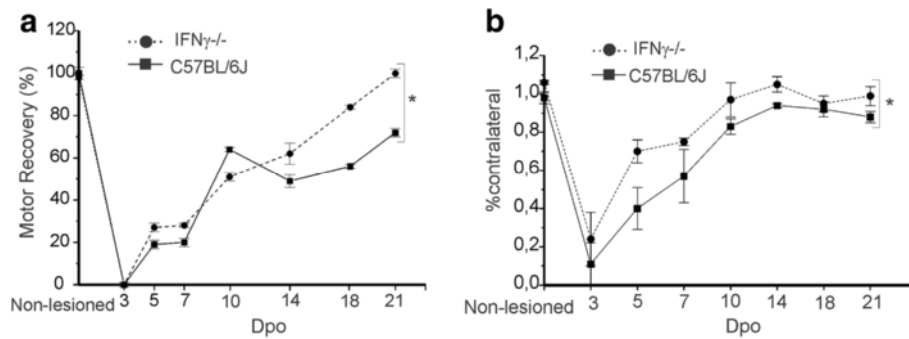 a
120
100
80
60
40
20
0
Motor Recovery (%)
IFNγ-/-
C57BL/6J
*
Non-lesioned 3 5 7 10 14 18 21
Dpo
b
1,2
1,0
0,8
0,6
0,4
0,2
0,0
%contralateral
IFNγ-/-
C57BL/6J
*
Non-lesioned 3 5 7 10 14 18 21
Dpo